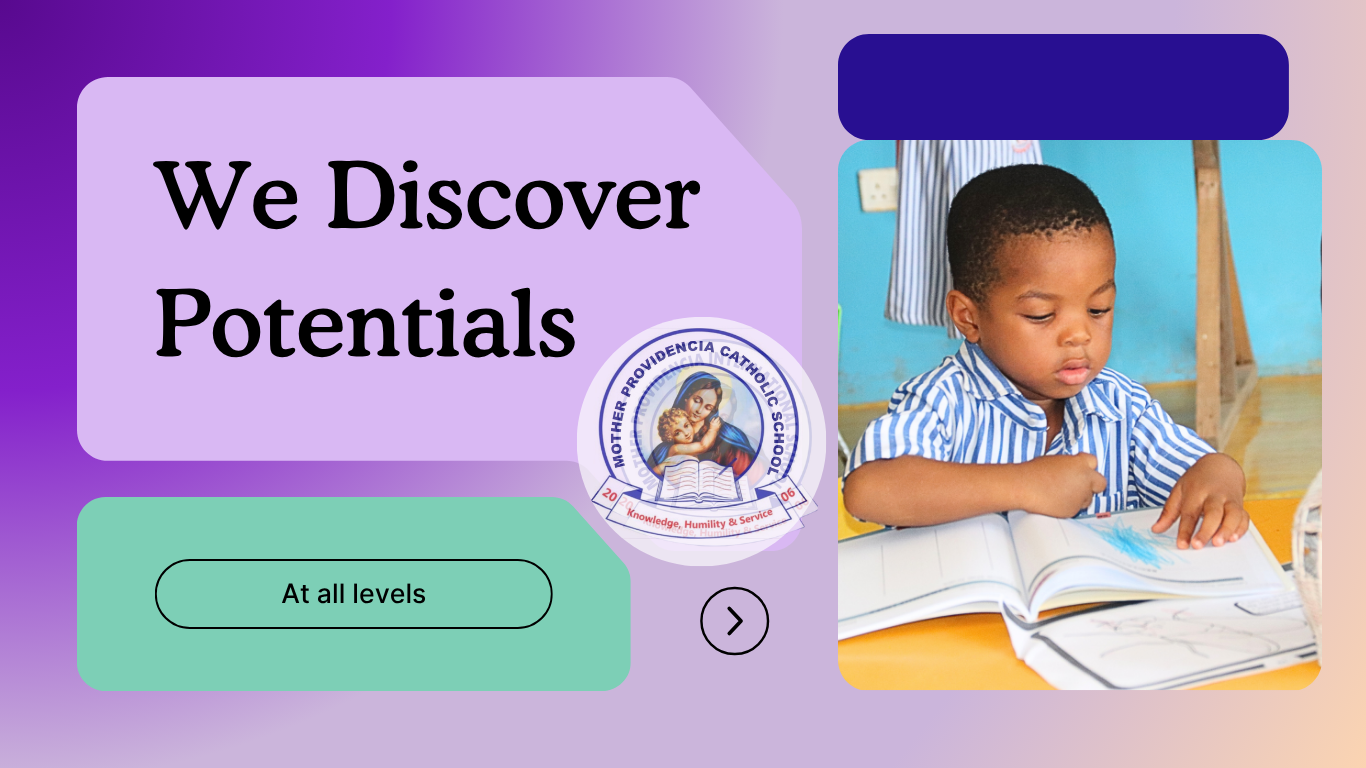 We Discover
Potentials
MOTHER PROVIDENCIA CATHOLIC SCHOOL
20 06
Knowledge, Humility & Service
At all levels